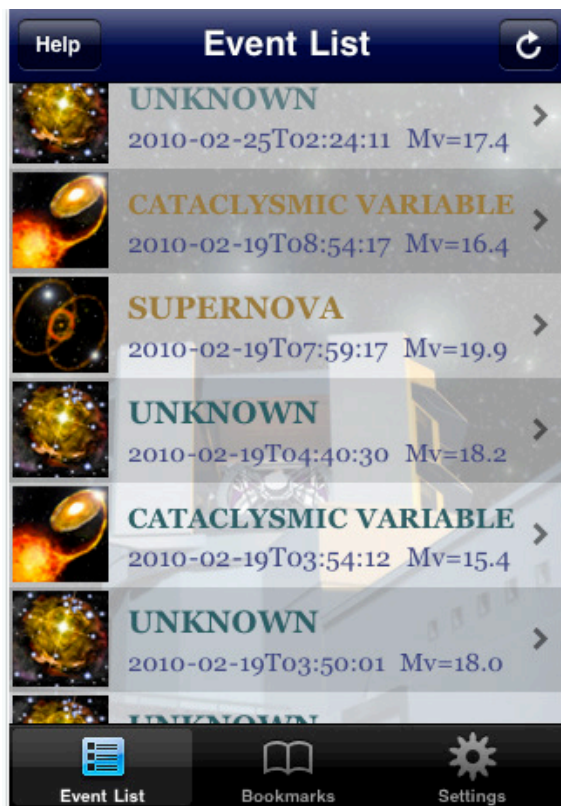 Help
Event List
UNKNOWN
2010-02-25T02:24:11 Mv=17.4
CATACLYSMIC VARIABLE
2010-02-19T08:54:17 Mv=16.4
SUPERNOVA
2010-02-19T07:59:17 Mv=19.9
UNKNOWN
2010-02-19T04:40:30 Mv=18.2
CATACLYSMIC VARIABLE
2010-02-19T03:54:12 Mv=15.4
UNKNOWN
2010-02-19T03:50:01 Mv=18.0
UNKNOWN
Event List
Bookmarks
Settings